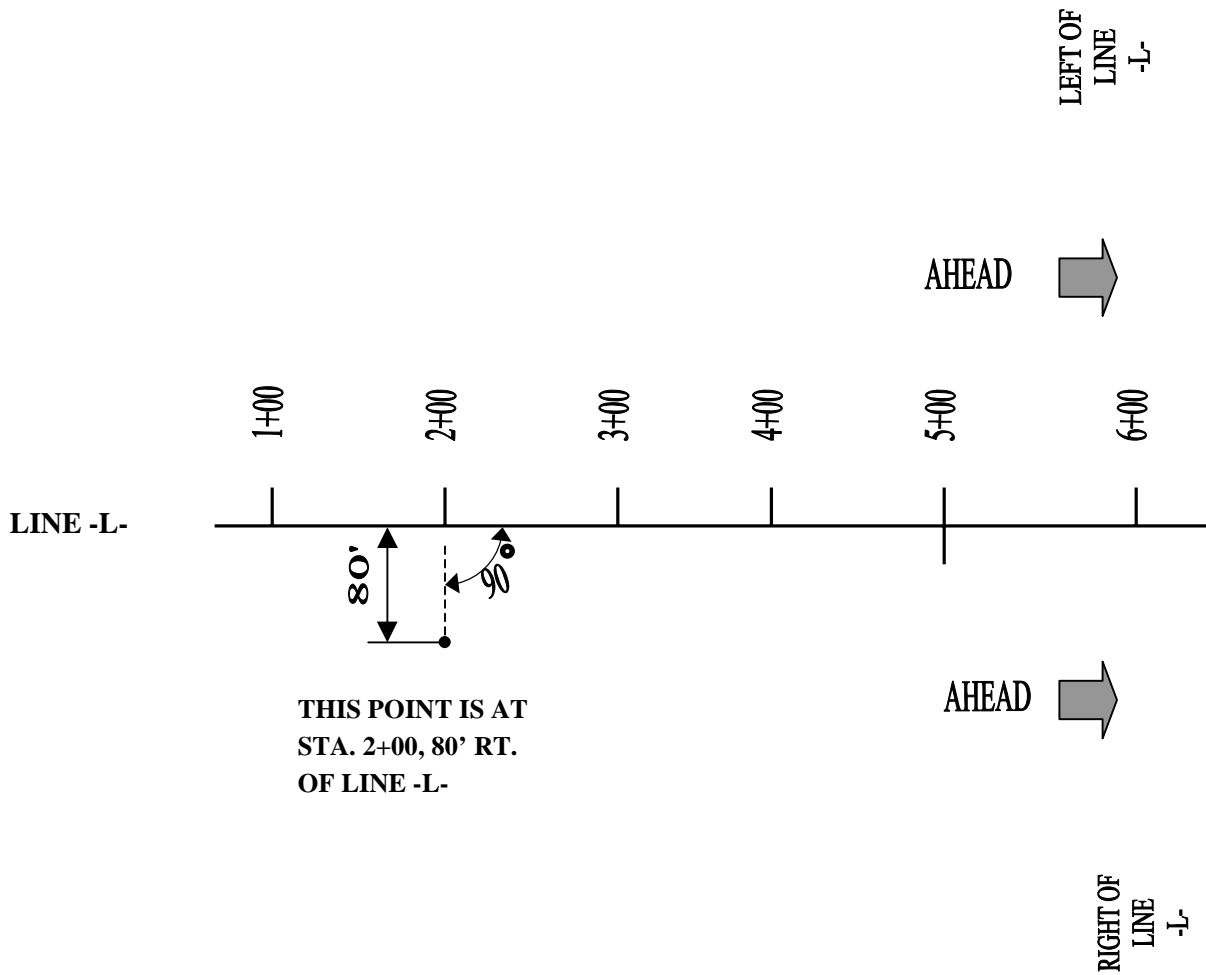 LEFT OF
LINE
-L-
AHEAD
1+00
2+00
3+00
4+00
5+00
6+00
LINE -L-
80'
90°
THIS POINT IS AT
STA. 2+00, 80’ RT.
OF LINE -L-
AHEAD
RIGHT OF
LINE
-L-